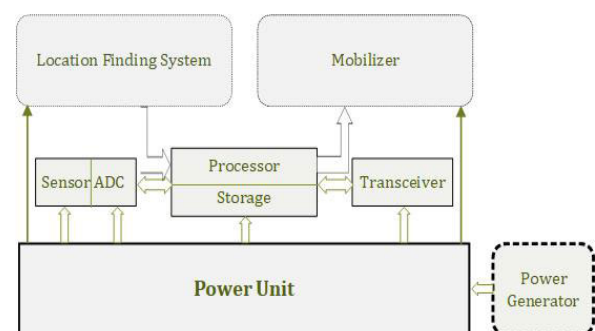 Location Finding System
Mobilizer
Processor
Sensor ADC
Storage
Transceiver
Power Unit
Power
Generator